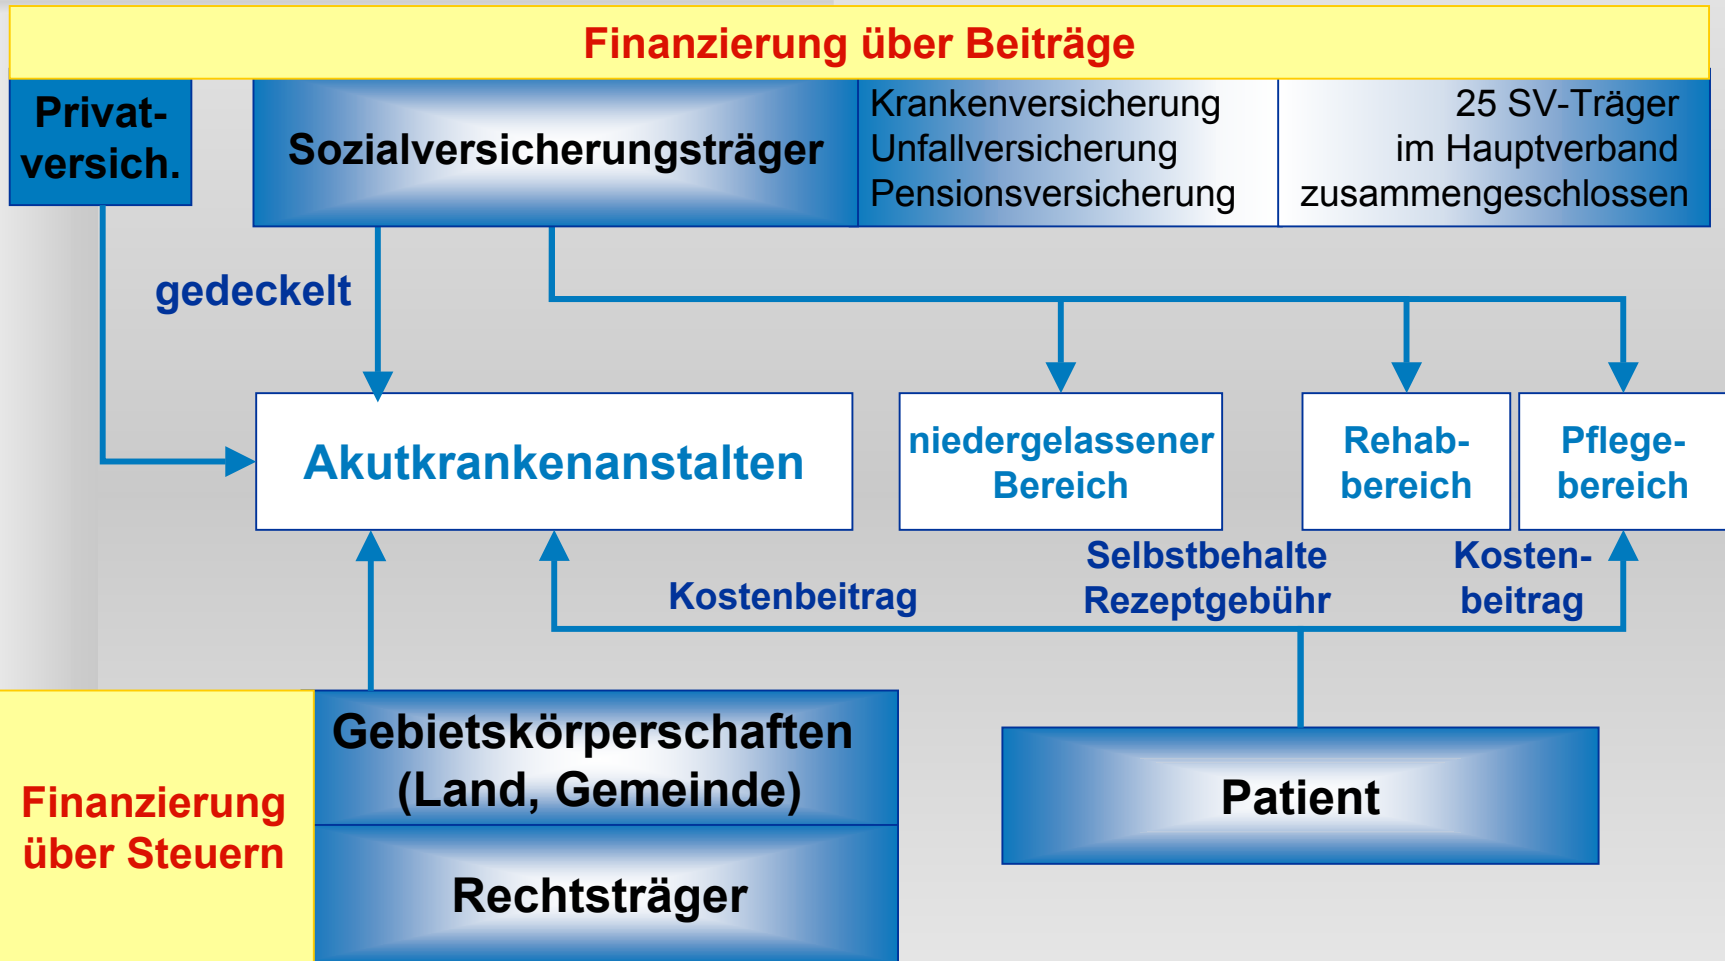 Finanzierung über Beiträge
Privat-
versich.
Sozialversicherungsträger
Krankenversicherung
Unfallversicherung
Pensionsversicherung
25 SV-Träger
im Hauptverband
zusammengeschlossen
gedeckelt
Akutkrankenanstalten
niedergelassener
Bereich
Rehab-
bereich
Pflege-
bereich
Kostenbeitrag
Selbstbehalte
Rezeptgebühr
Kosten-
beitrag
Finanzierung
über Steuern
Gebietskörperschaften
(Land, Gemeinde)
Rechtsträger
Patient